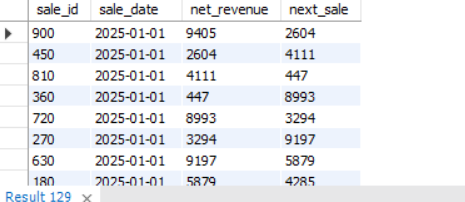 sale_id sale_date net_revenue next_sale
900 2025-01-01 9405 2604
450 2025-01-01 2604 4111
810 2025-01-01 4111 447
360 2025-01-01 447 8993
720 2025-01-01 8993 3294
270 2025-01-01 3294 9197
630 2025-01-01 9197 5879
180 2025-01-01 5879 4285
Result 129